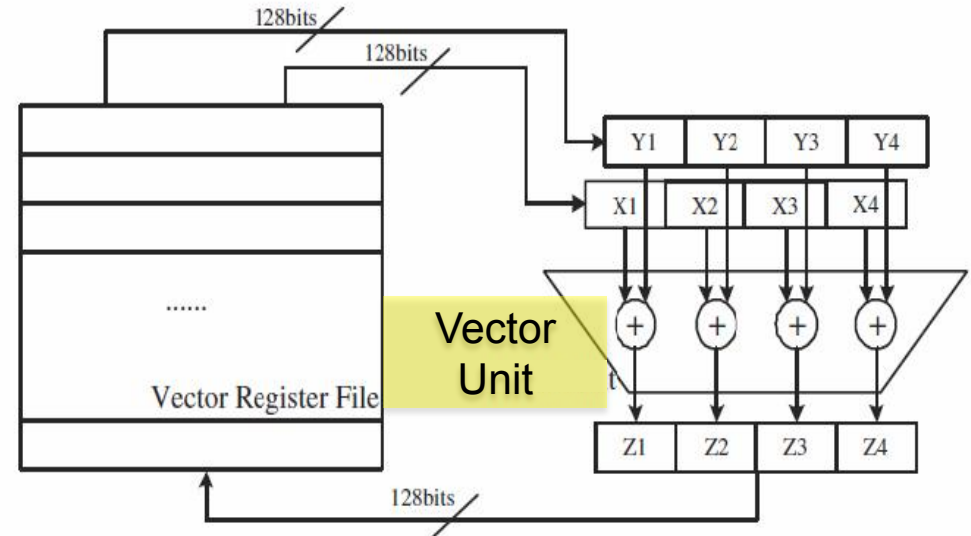 128bits
128bits
Y1 Y2 Y3 Y4
X1 X2 X3 X4
......
+ + + +
Vector
Unit
t
Vector Register File
Z1 Z2 Z3 Z4
128bits